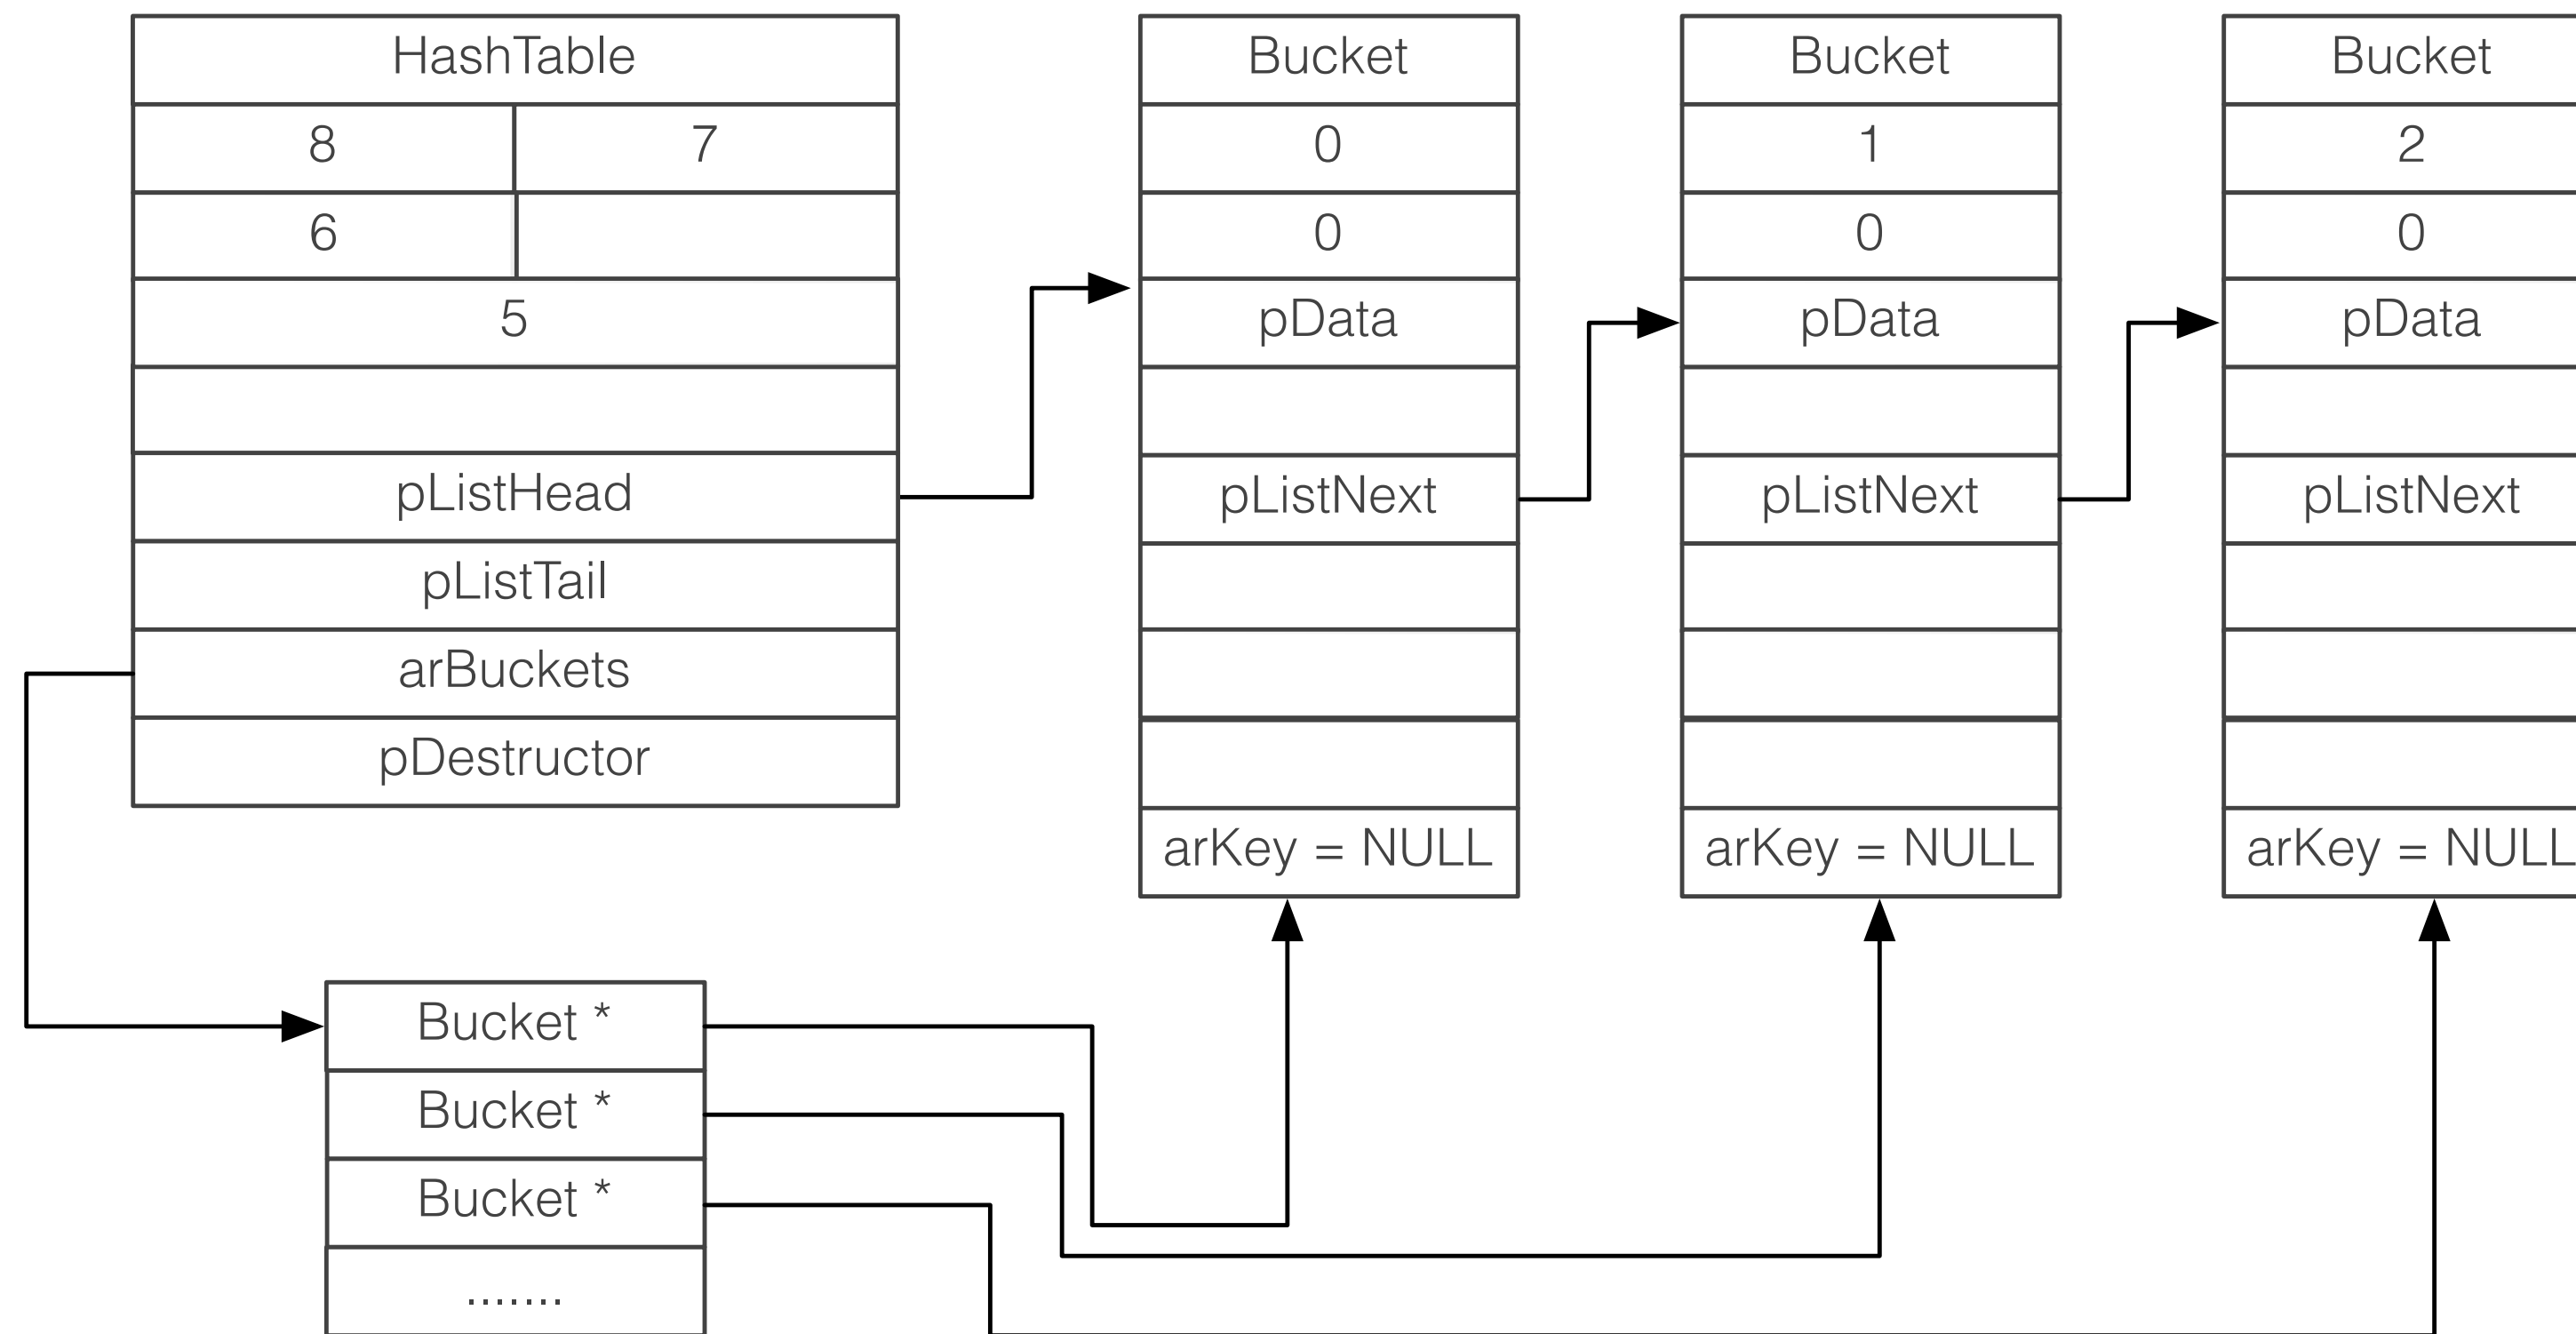 HashTable
8 7
6
5
pListHead
pListTail
arBuckets
pDestructor
Bucket
0
0
pData
pListNext
arKey = NULL
Bucket
1
0
pData
pListNext
arKey = NULL
Bucket
2
0
pData
pListNext
arKey = NULL
Bucket *
Bucket *
Bucket *
.......